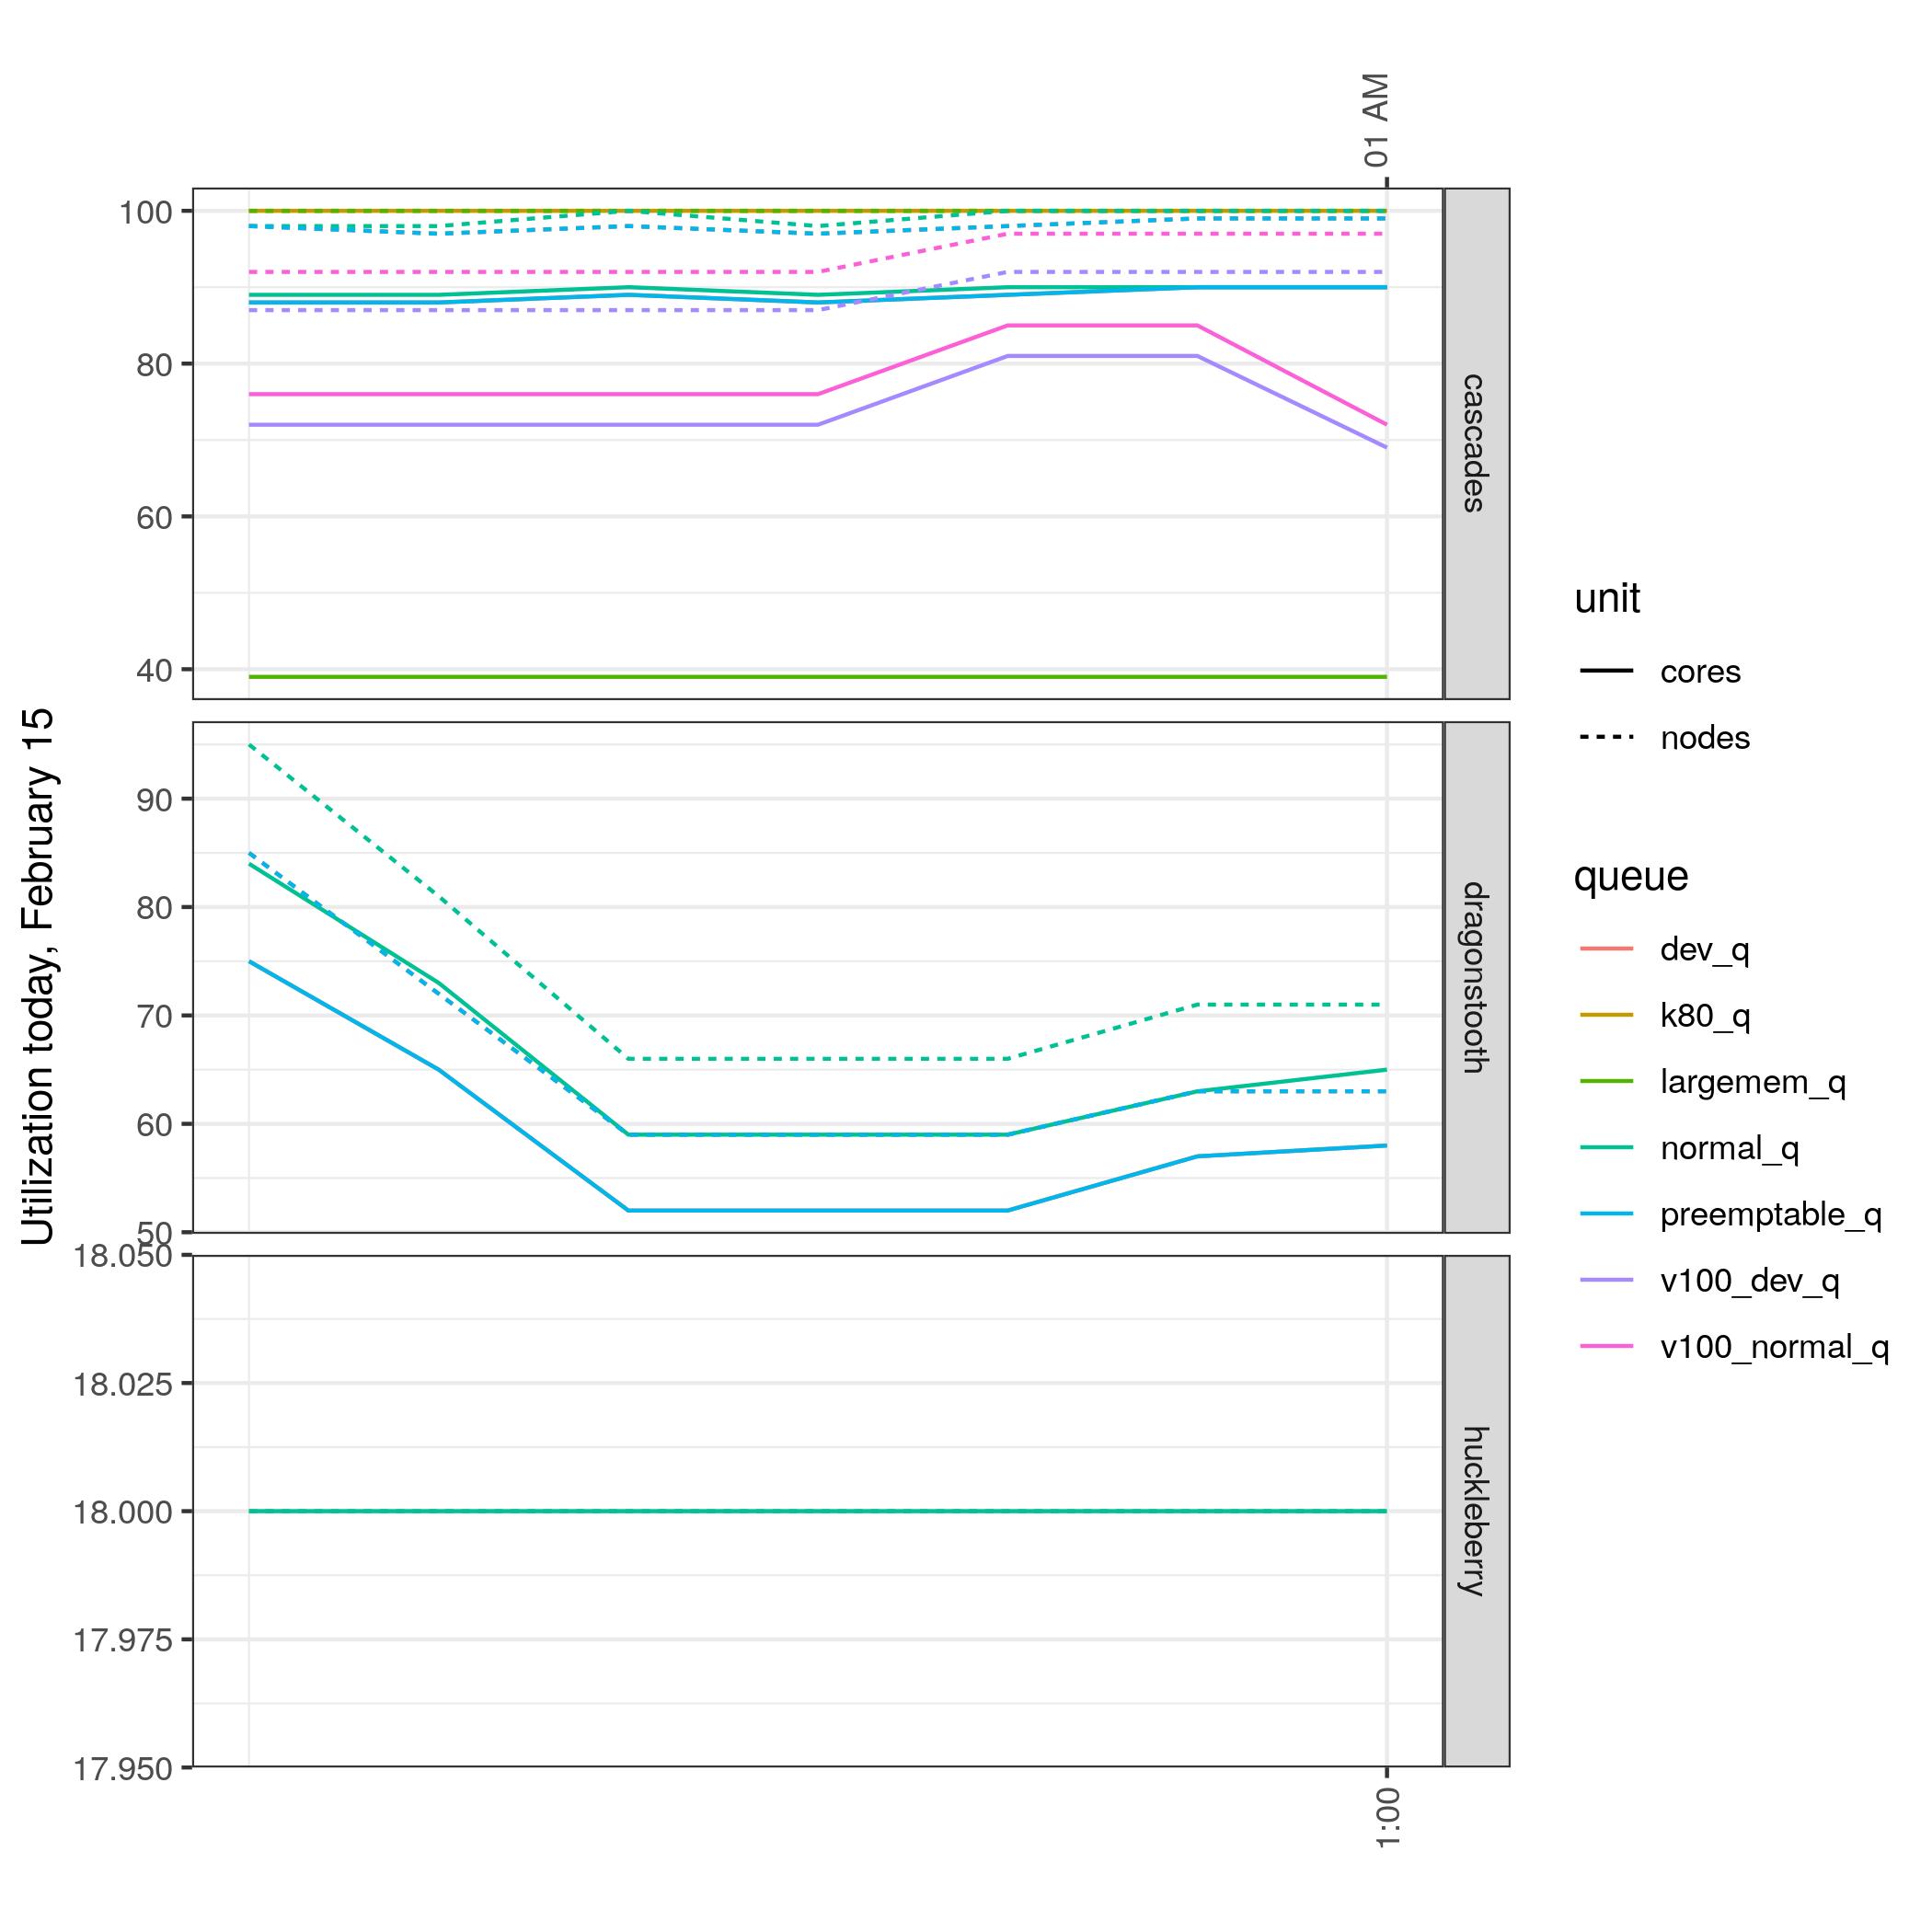 01 AM
100
80
60
40
cascades
Utilization today, February 15
90
80
70
60
50
dragonstooth
18.050
18.025
18.000
17.975
17.950
huckleberry
1:00
unit
cores
nodes
queue
dev_q
k80_q
largemem_q
normal_q
preemptable_q
v100_dev_q
v100_normal_q